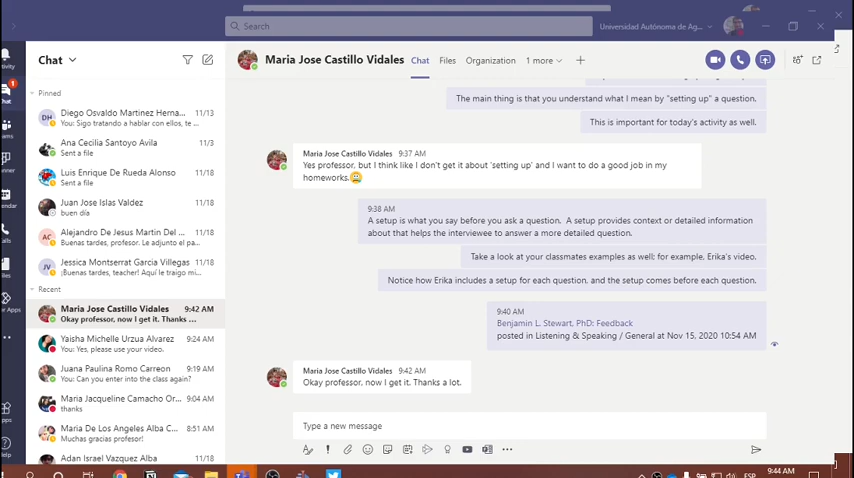 Search
Universidad Autónoma de Ag...
Chat
Maria Jose Castillo Vidales
Chat
Files
Organization
1 more
Pinned
DH
Diego Osvaldo Martinez Herna...
11/13
You: Sigo tratando a hablar con ellos, te ...
Ana Cecilia Santoyo Avila
11/3
Sent a file
Luis Enrique De Rueda Alonso
11/18
Sent a file
Juan Jose Islas Valdez
11/18
buen día
AC
Alejandro De Jesus Martin Del ...
11/18
Buenas tardes, profesor. Le adjunto el pa...
JV
Jessica Montserrat Garcia Villegas
11/18
¡Buenas tardes, teacher! Aquí le traigo mi...
Recent
Maria Jose Castillo Vidales
9:42 AM
Okay professor, now I get it. Thanks ...
Yaisha Michelle Urzua Alvarez
9:24 AM
You: Yes, please use your video.
Juana Paulina Romo Carreon
9:19 AM
You: Can you enter into the class again?
Maria Jacqueline Camacho Or...
9:04 AM
thanks
Maria De Los Angeles Alba C...
8:51 AM
Muchas gracias profesor!
Adan Israel Vazquez Alba
The main thing is that you understand what I mean by "setting up" a question.
This is important for today's activity as well.
Maria Jose Castillo Vidales 9:37 AM
Yes professor, but I think like I don't get it about 'setting up' and I want to do a good job in my
homeworks.
9:38 AM
A setup is what you say before you ask a question. A setup provides context or detailed information
about that helps the interviewee to answer a more detailed question.
Take a look at your classmates examples as well; for example, Erika's video.
Notice how Erika includes a setup for each question, and the setup comes before each question.
9:40 AM
Benjamin L. Stewart, PhD: Feedback
posted in Listening & Speaking / General at Nov 15, 2020 10:54 AM
Maria Jose Castillo Vidales 9:42 AM
Okay professor, now I get it. Thanks a lot.
Type a new message
ESP
9:44 AM